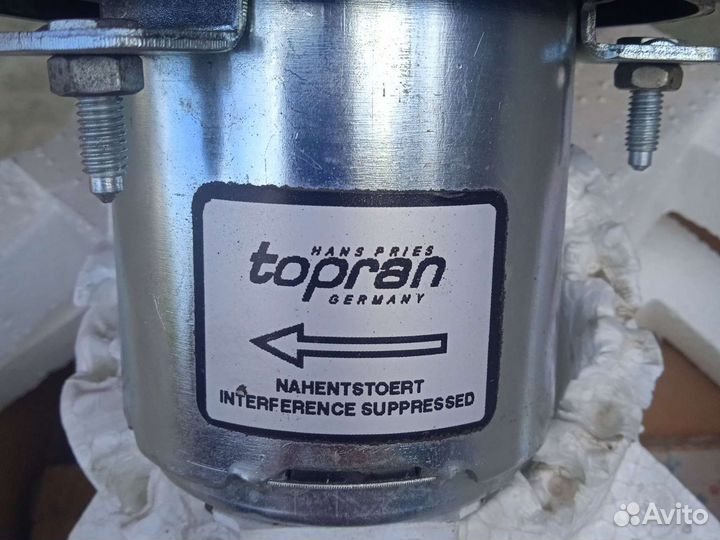 HANS PRIES
topran
GERMANY
NAHENTSTOERT
INTERFERENCE SUPPRESSED
Avito